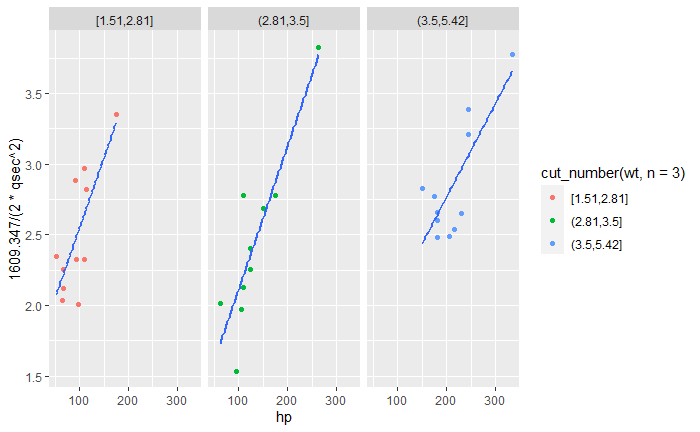 [1.51,2.81]
(2.81,3.5]
(3.5,5.42]
3.5
3.0
2.5
2.0
1.5
1609.347/(2 * qsec^2)
100 200 300
100 200 300
100 200 300
hp
cut_number(wt, n = 3)
[1.51,2.81]
(2.81,3.5]
(3.5,5.42]